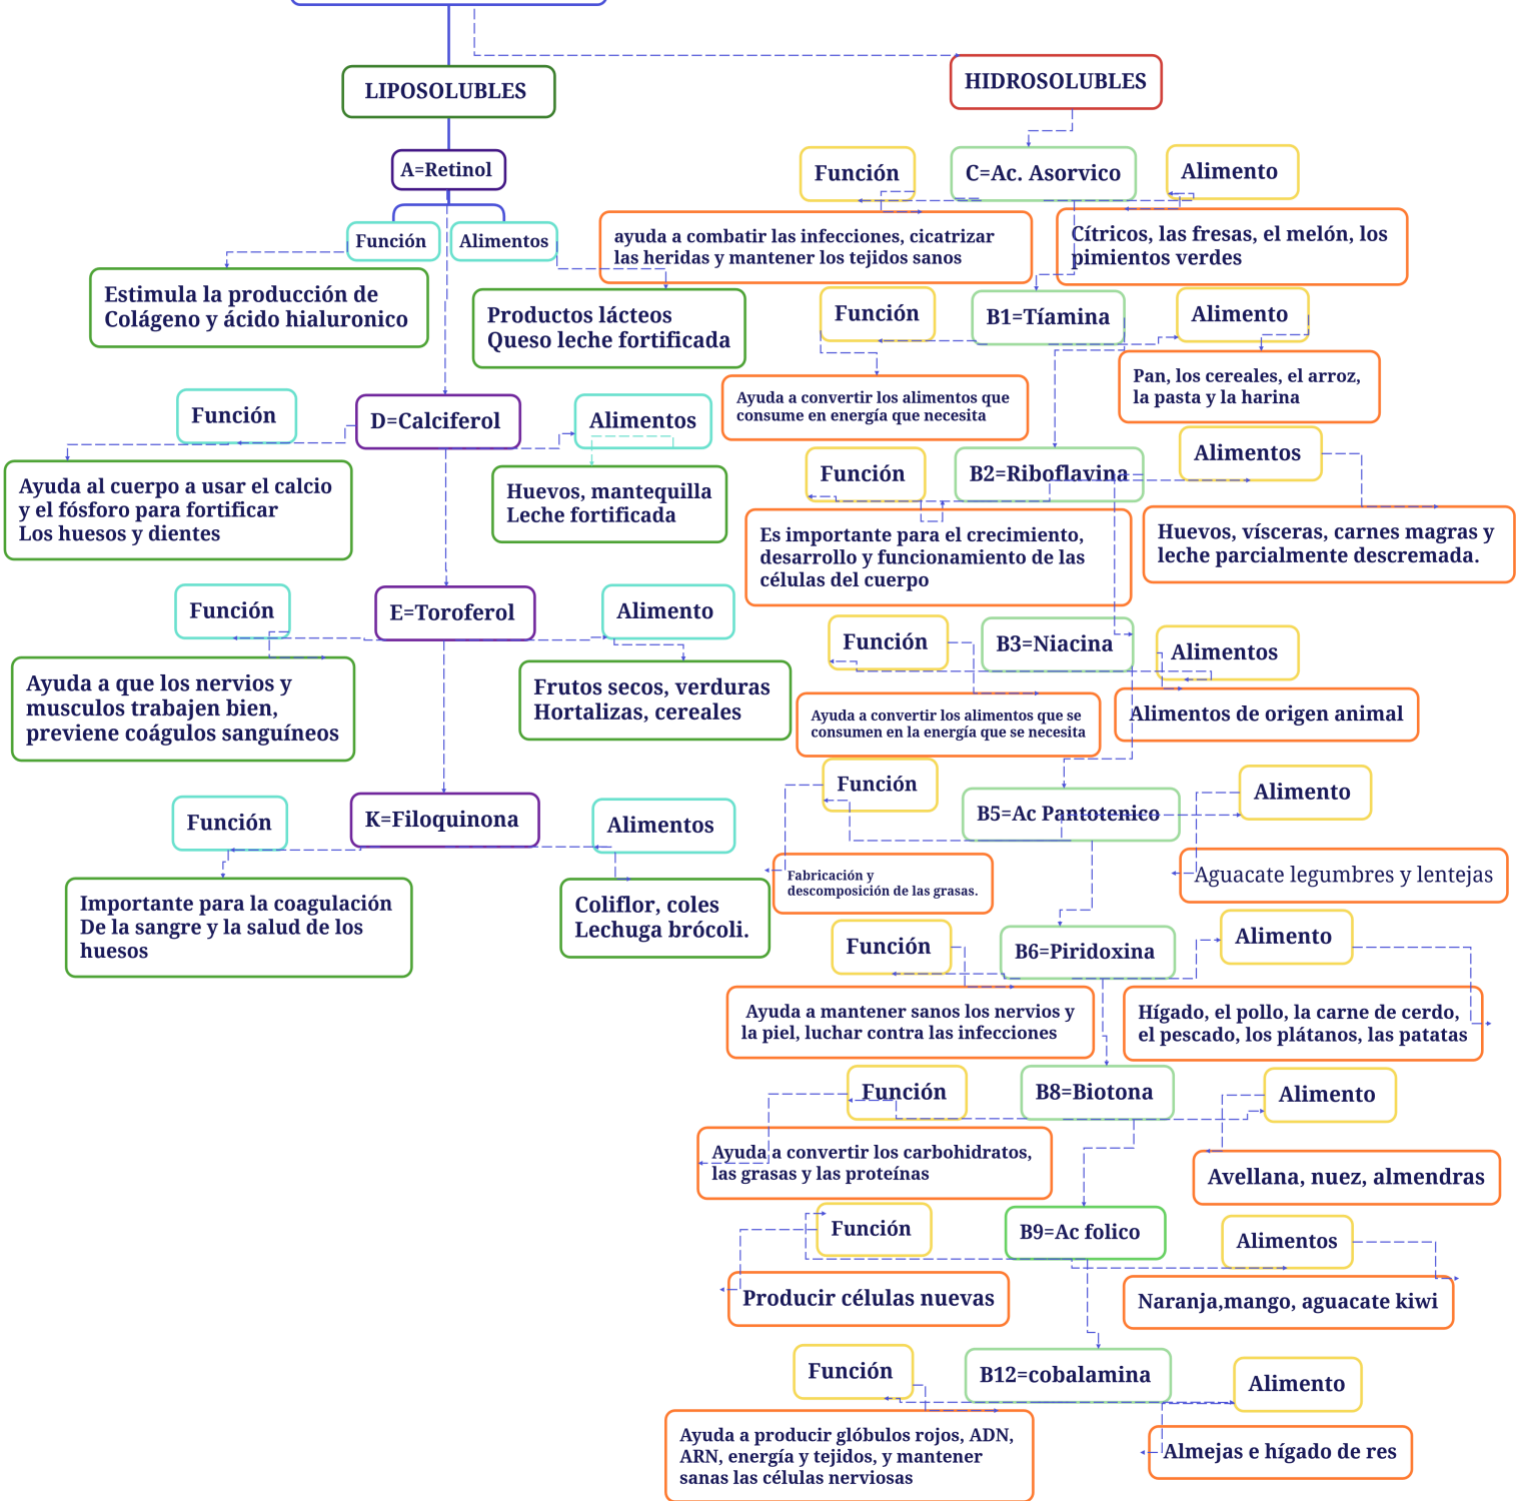 LIPOSOLUBLES
A=Retinol
Función
Alimentos
Estimula la producción de
Colágeno y ácido hialuronico
Productos lácteos
Queso leche fortificada
Función
D=Calciferol
Alimentos
Ayuda al cuerpo a usar el calcio
y el fósforo para fortificar
Los huesos y dientes
Huevos, mantequilla
Leche fortificada
Función
E=Toroferol
Alimento
Ayuda a que los nervios y
musculos trabajen bien,
previene coágulos sanguíneos
Frutos secos, verduras
Hortalizas, cereales
Función
K=Filoquinona
Alimentos
Importante para la coagulación
De la sangre y la salud de los
huesos
Coliflor, coles
Lechuga brócoli.
HIDROSOLUBLES
Función
C=Ac. Asorvico
Alimento
ayuda a combatir las infecciones, cicatrizar
las heridas y mantener los tejidos sanos
Cítricos, las fresas, el melón, los
pimientos verdes
Función
B1=Tíamina
Alimento
Ayuda a convertir los alimentos que
consume en energía que necesita
Pan, los cereales, el arroz,
la pasta y la harina
Función
B2=Riboflavina
Alimentos
Es importante para el crecimiento,
desarrollo y funcionamiento de las
células del cuerpo
Huevos, vísceras, carnes magras y
leche parcialmente descremada.
Función
B3=Niacina
Alimentos
Ayuda a convertir los alimentos que se
consumen en la energía que se necesita
Alimentos de origen animal
Función
B5=Ac Pantotenico
Alimento
Fabricación y
descomposición de las grasas.
Aguacate legumbres y lentejas
Función
B6=Piridoxina
Alimento
Ayuda a mantener sanos los nervios y
la piel, luchar contra las infecciones
Hígado, el pollo, la carne de cerdo,
el pescado, los plátanos, las patatas
Función
B8=Biotona
Alimento
Ayuda a convertir los carbohidratos,
las grasas y las proteínas
Avellana, nuez, almendras
Función
B9=Ac folico
Alimentos
Producir células nuevas
Naranja,mango, aguacate kiwi
Función
B12=cobalamina
Alimento
Ayuda a producir glóbulos rojos, ADN,
ARN, energía y tejidos, y mantener
sanas las células nerviosas
Almejas e hígado de res